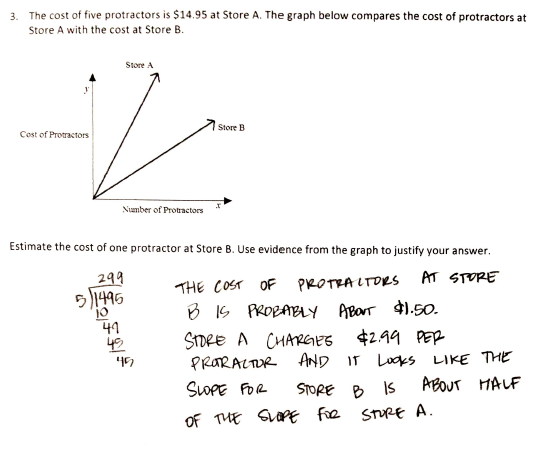 3. The cost of five protractors is $14.95 at Store A. The graph below compares the cost of protractors at
Store A with the cost at Store B.
Store A
y
Store B
Cost of Protractors
x
Number of Protractors
Estimate the cost of one protractor at Store B. Use evidence from the graph to justify your answer.
299
5)1495
10
49
45
45
THE COST OF PROTRACTORS AT STORE
B IS PROBABLY ABOUT $1.50.
STORE A CHARGES $2.99 PER
PROTRACTOR AND IT LOOKS LIKE THE
SLOPE FOR STORE B IS ABOUT HALF
OF THE SLOPE FOR STORE A.